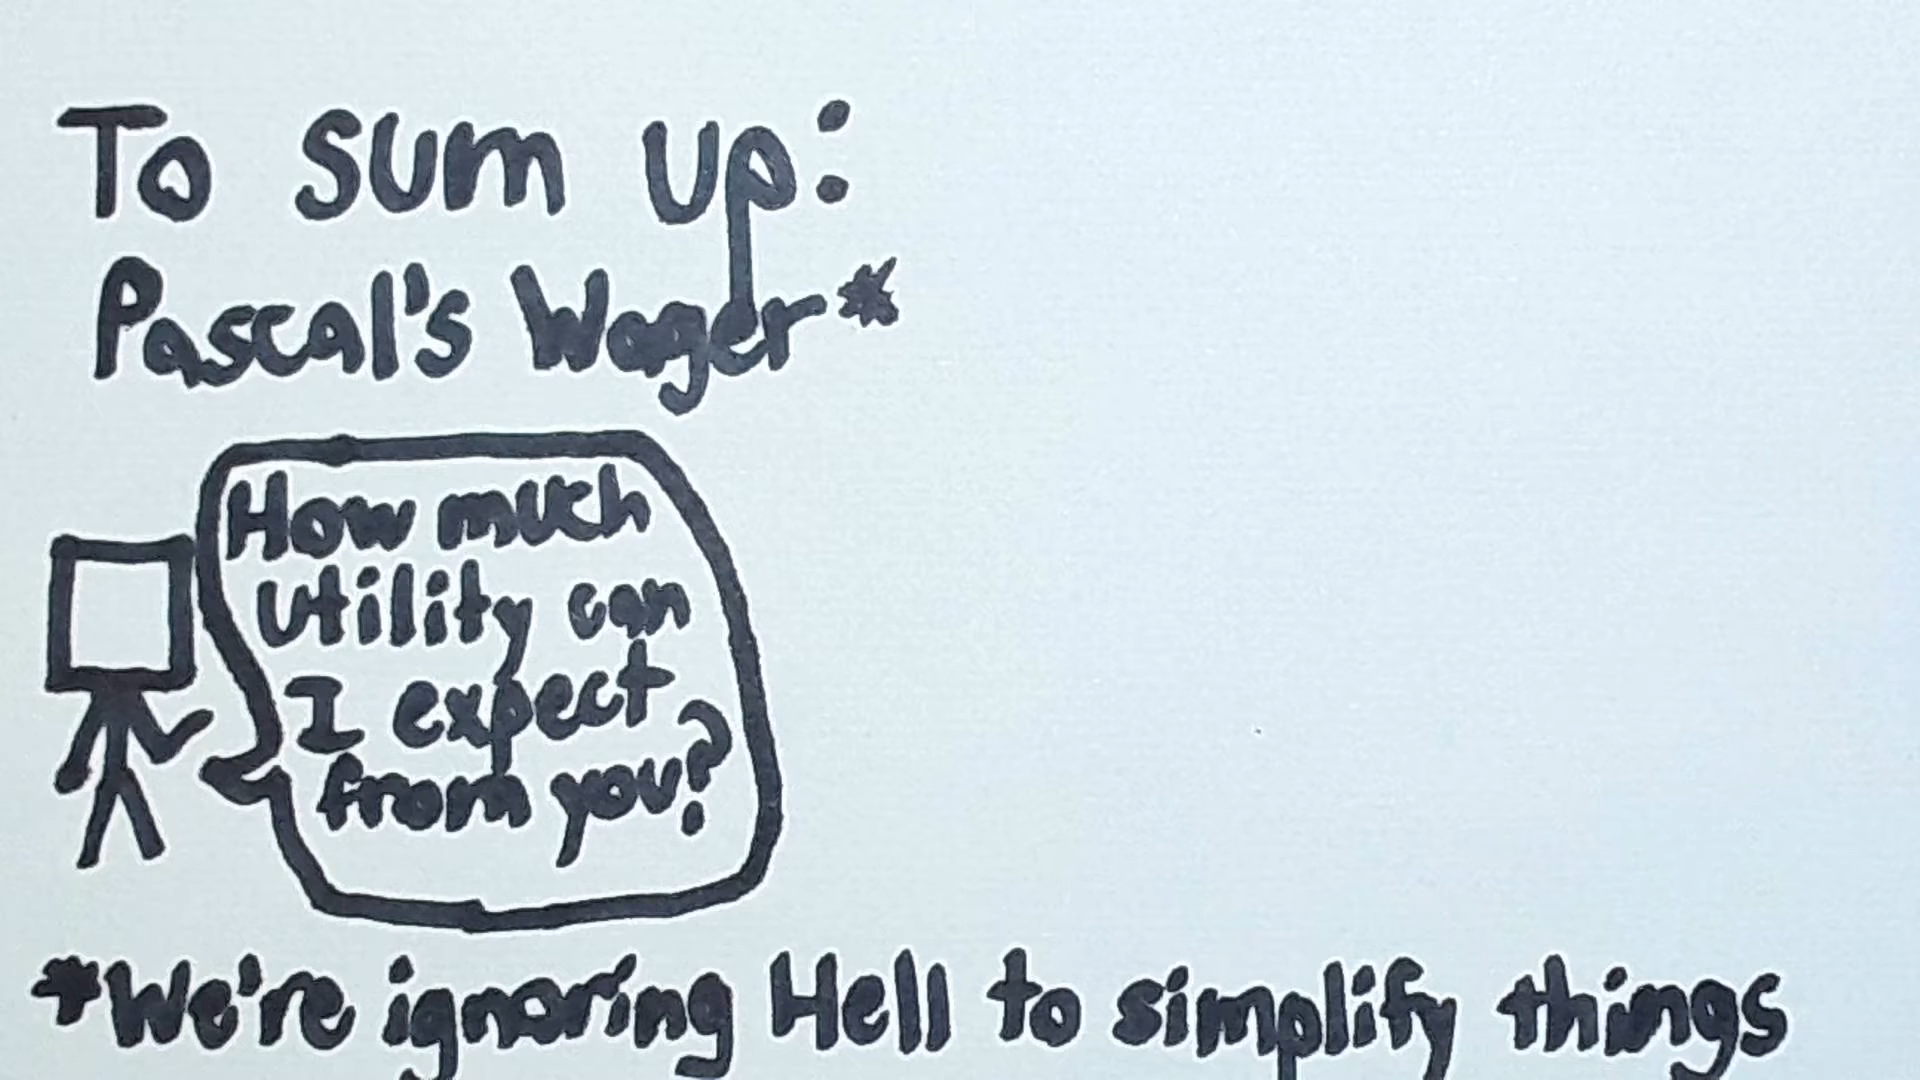 To sum up:
Pascal's Wager*
How much
utility can
I expect
from you?
*We're ignoring Hell to simplify things